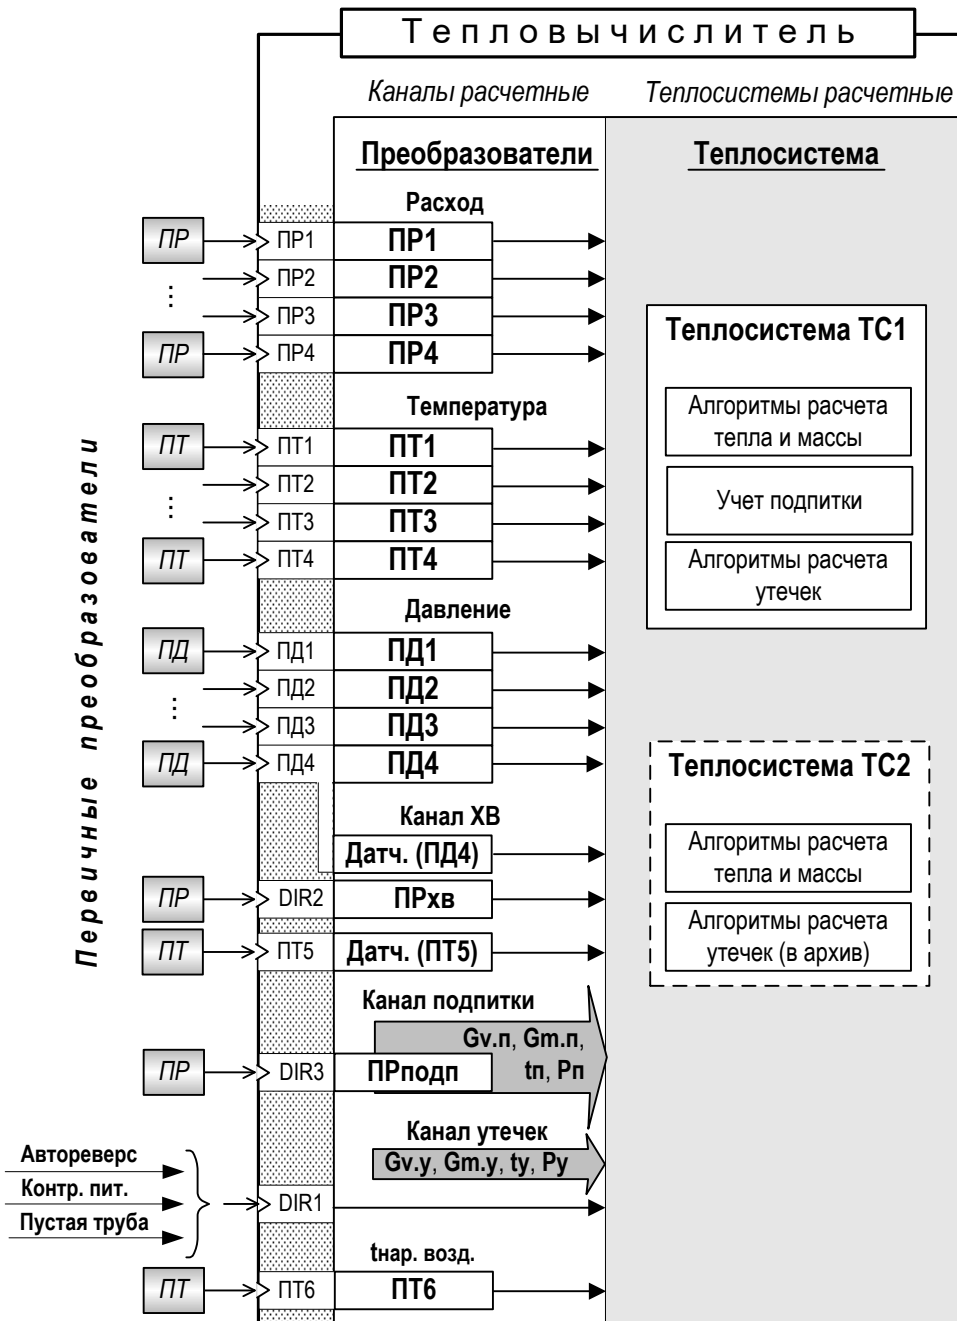 Тепловычислитель
Каналы расчетные
Теплосистемы расчетные
Преобразователи
Теплосистема
Расход
ПР
ПР1
ПР1
ПР2
ПР2
...
ПР3
ПР3
ПР
ПР4
ПР4
Теплосистема ТС1
Алгоритмы расчета
тепла и массы
Учет подпитки
Алгоритмы расчета
утечек
Первичные преобразователи
Температура
ПТ
ПТ1
ПТ1
ПТ2
ПТ2
...
ПТ3
ПТ3
ПТ
ПТ4
ПТ4
Давление
ПД
ПД1
ПД1
ПД2
ПД2
...
ПД3
ПД3
ПД
ПД4
ПД4
Теплосистема ТС2
Алгоритмы расчета
тепла и массы
Алгоритмы расчета
утечек (в архив)
Канал ХВ
Датч. (ПД4)
ПР
DIR2
ПРхв
ПТ
ПТ5
Датч. (ПТ5)
Канал подпитки
Gv.п, Gm.п,
tп, Рп
ПР
DIR3
ПРподп
Канал утечек
Gv.у, Gm.у, tу, Ру
Автореверс
Контр. пит.
Пустая труба
DIR1
tнар. возд.
ПТ
ПТ6
ПТ6